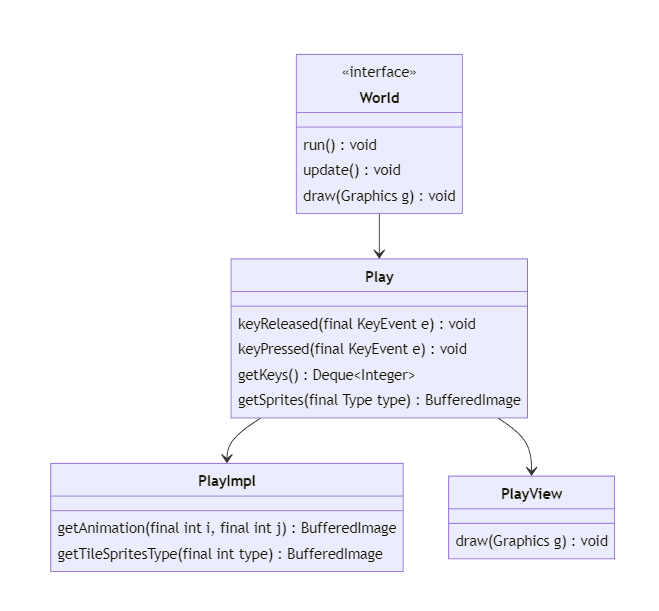 «interface»
World
run() : void
update() : void
draw(Graphics g) : void
Play
keyReleased(final KeyEvent e) : void
keyPressed(final KeyEvent e) : void
getKeys() : Deque<Integer>
getSprites(final Type type) : BufferedImage
PlayImpl
getAnimation(final int i, final int j) : BufferedImage
getTileSpritesType(final int type) : BufferedImage
PlayView
draw(Graphics g) : void